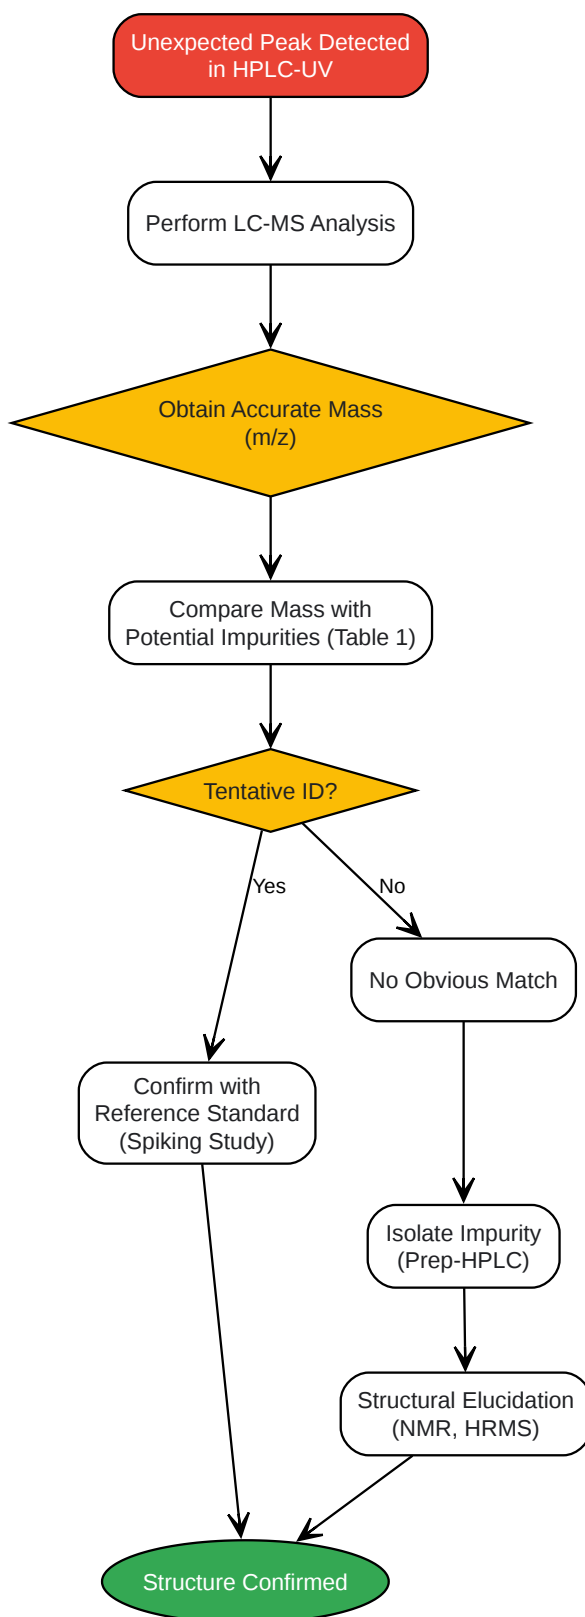 Unexpected Peak Detected
in HPLC-UV
Perform LC-MS Analysis
Obtain Accurate Mass
(m/z)
Compare Mass with
Potential Impurities (Table 1)
Tentative ID?
Yes
No
No Obvious Match
Confirm with
Reference Standard
(Spiking Study)
Isolate Impurity
(Prep-HPLC)
Structural Elucidation
(NMR, HRMS)
Structure Confirmed